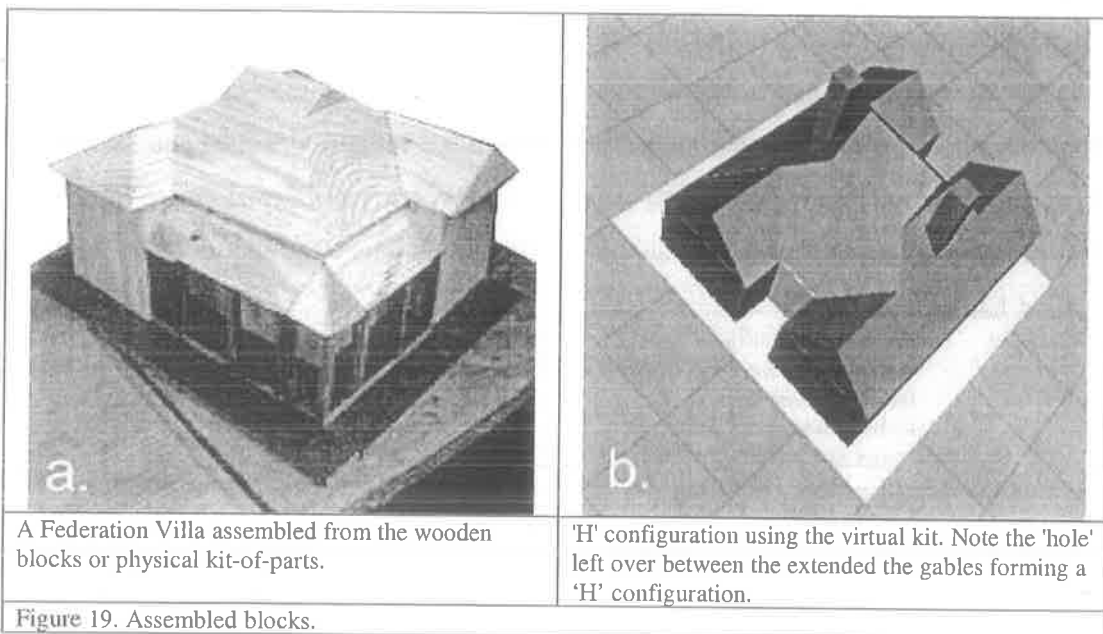 a.
b.
A Federation Villa assembled from the wooden
blocks or physical kit-of-parts.
'H' configuration using the virtual kit. Note the 'hole'
left over between the extended the gables forming a
'H' configuration.
Figure 19. Assembled blocks.